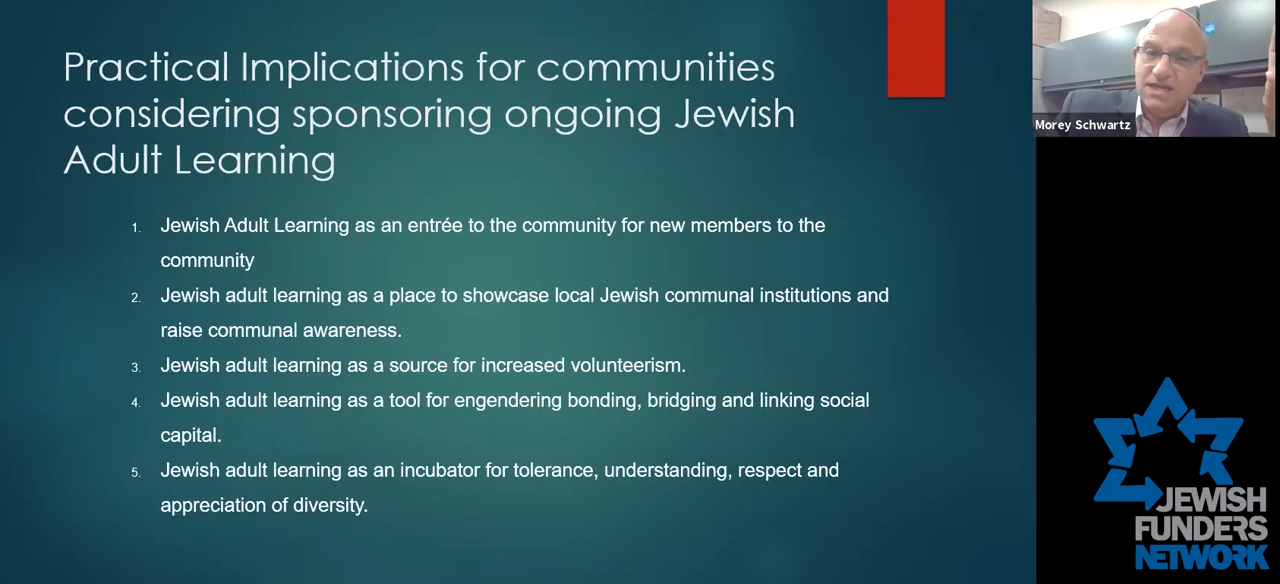 Practical Implications for communities
considering sponsoring ongoing Jewish
Adult Learning
1. Jewish Adult Learning as an entrée to the community for new members to the
community
2. Jewish adult learning as a place to showcase local Jewish communal institutions and
raise communal awareness.
3. Jewish adult learning as a source for increased volunteerism.
4. Jewish adult learning as a tool for engendering bonding, bridging and linking social
capital.
5. Jewish adult learning as an incubator for tolerance, understanding, respect and
appreciation of diversity.
Morey Schwartz
JEWISH
FUNDERS
NETWORK